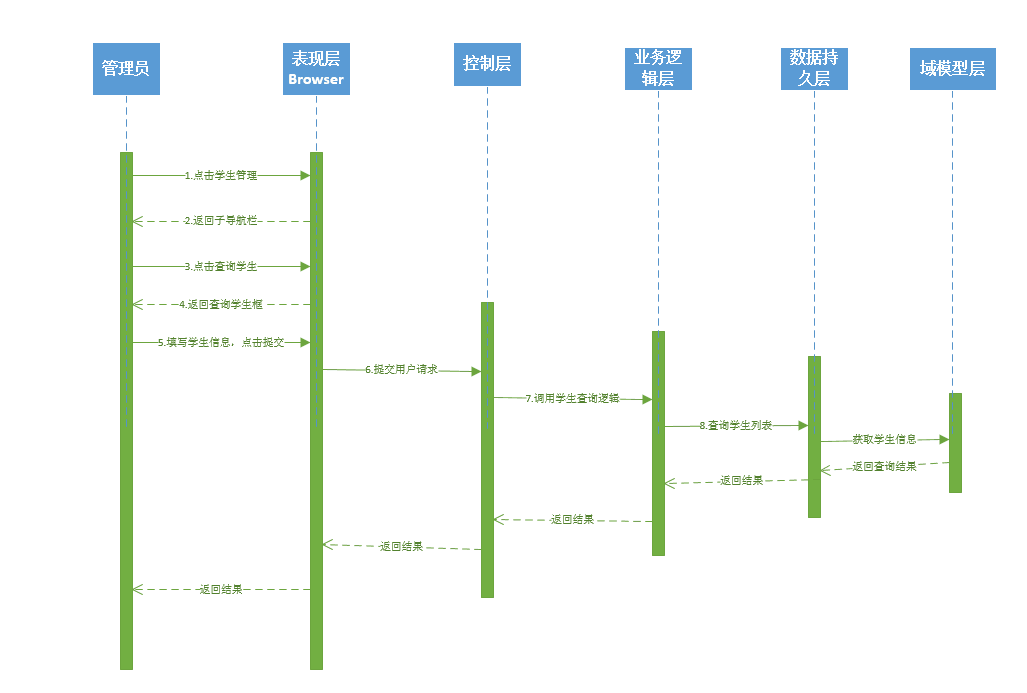 管理员
表现层
Browser
控制层
业务逻
辑层
数据持
久层
域模型层
1.点击学生管理
2.返回子导航栏
3.点击查询学生
4.返回查询学生框
5.填写学生信息，点击提交
6.提交用户请求
7.调用学生查询逻辑
8.查询学生列表
获取学生信息
返回查询结果
返回结果
返回结果
返回结果
返回结果